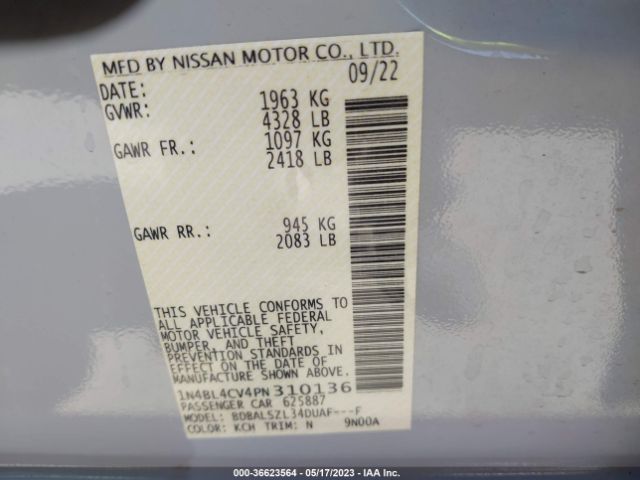 MFD BY NISSAN MOTOR CO., LTD.
DATE: 09/22
GVWR: 1963 KG
4328 LB
GAWR FR.: 1097 KG
2418 LB
GAWR RR.: 945 KG
2083 LB
THIS VEHICLE CONFORMS TO
ALL APPLICABLE FEDERAL
MOTOR VEHICLE SAFETY,
BUMPER, AND THEFT
PREVENTION STANDARDS IN
EFFECT ON THE DATE OF
MANUFACTURE SHOWN ABOVE.
1N4BL4CV4PN310136
PASSENGER CAR 625887
MODEL: BDBALSZL34DUAF---F
COLOR: KCH TRIM: N 9N00A
000-36623564 — 05/17/2023 — IAA Inc.